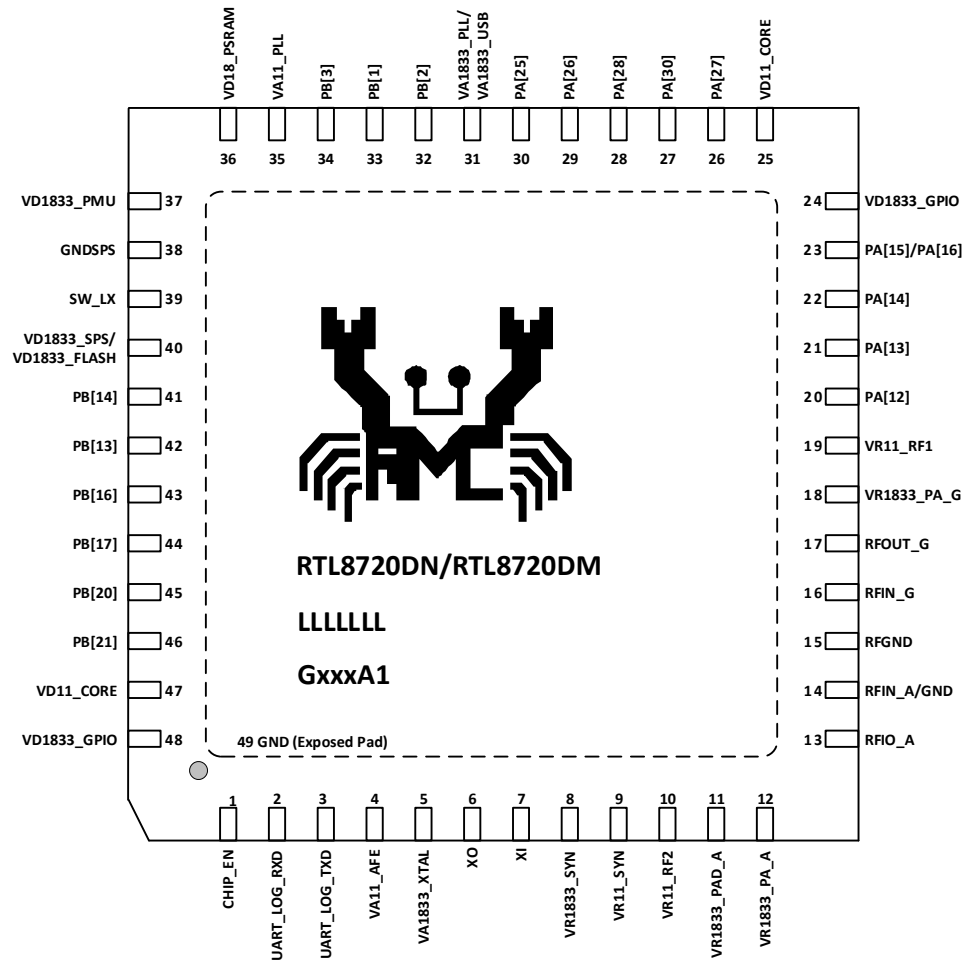 VD18_PSRAM
VA11_PLL
PB[3]
PB[1]
PB[2]
VA1833_PLL/
VA1833_USB
PA[25]
PA[26]
PA[28]
PA[30]
PA[27]
VD11_CORE
36 35 34 33 32 31 30 29 28 27 26 25
VD1833_PMU 37
GNDSPS 38
SW_LX 39
VD1833_SPS/
VD1833_FLASH 40
PB[14] 41
PB[13] 42
PB[16] 43
PB[17] 44
PB[20] 45
PB[21] 46
VD11_CORE 47
VD1833_GPIO 48
24 VD1833_GPIO
23 PA[15]/PA[16]
22 PA[14]
21 PA[13]
20 PA[12]
19 VR11_RF1
18 VR1833_PA_G
17 RFOUT_G
16 RFIN_G
15 RFGND
14 RFIN_A/GND
13 RFIO_A
RTL8720DN/RTL8720DM
LLLLLLL
GxxxA1
49 GND (Exposed Pad)
1 2 3 4 5 6 7 8 9 10 11 12
CHIP_EN
UART_LOG_RXD
UART_LOG_TXD
VA11_AFE
VA1833_XTAL
XO
XI
VR1833_SYN
VR11_SYN
VR11_RF2
VR1833_PAD_A
VR1833_PA_A